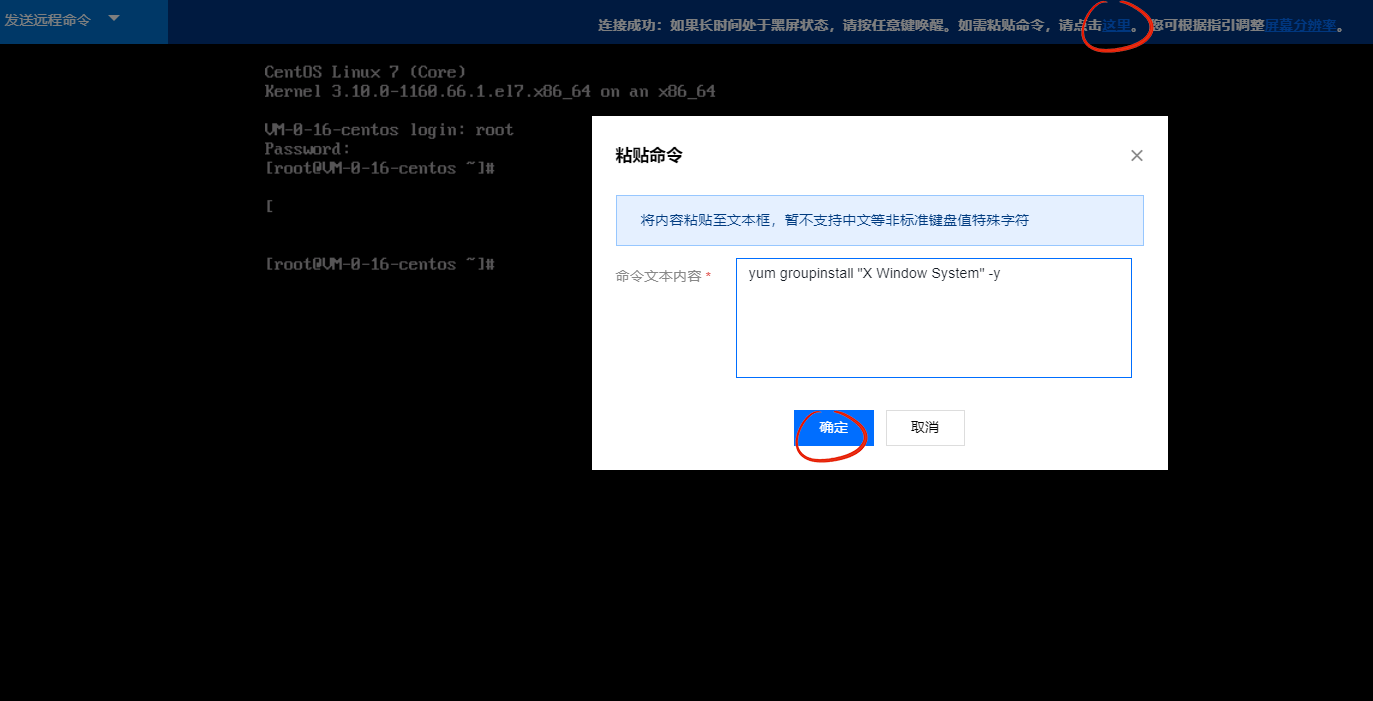 发送远程命令
连接成功：如果长时间处于黑屏状态，请按任意键唤醒。如需粘贴命令，请点击这里。 您可根据指引调整屏幕分辨率。
CentOS Linux 7 (Core)
Kernel 3.10.0-1160.66.1.el7.x86_64 on an x86_64
VM-0-16-centos login: root
Password:
[root@VM-0-16-centos ~]#
[
[root@VM-0-16-centos ~]#
粘贴命令
将内容粘贴至文本框，暂不支持中文等非标准键盘值特殊字符
命令文本内容 *
yum groupinstall "X Window System" -y
确定
取消